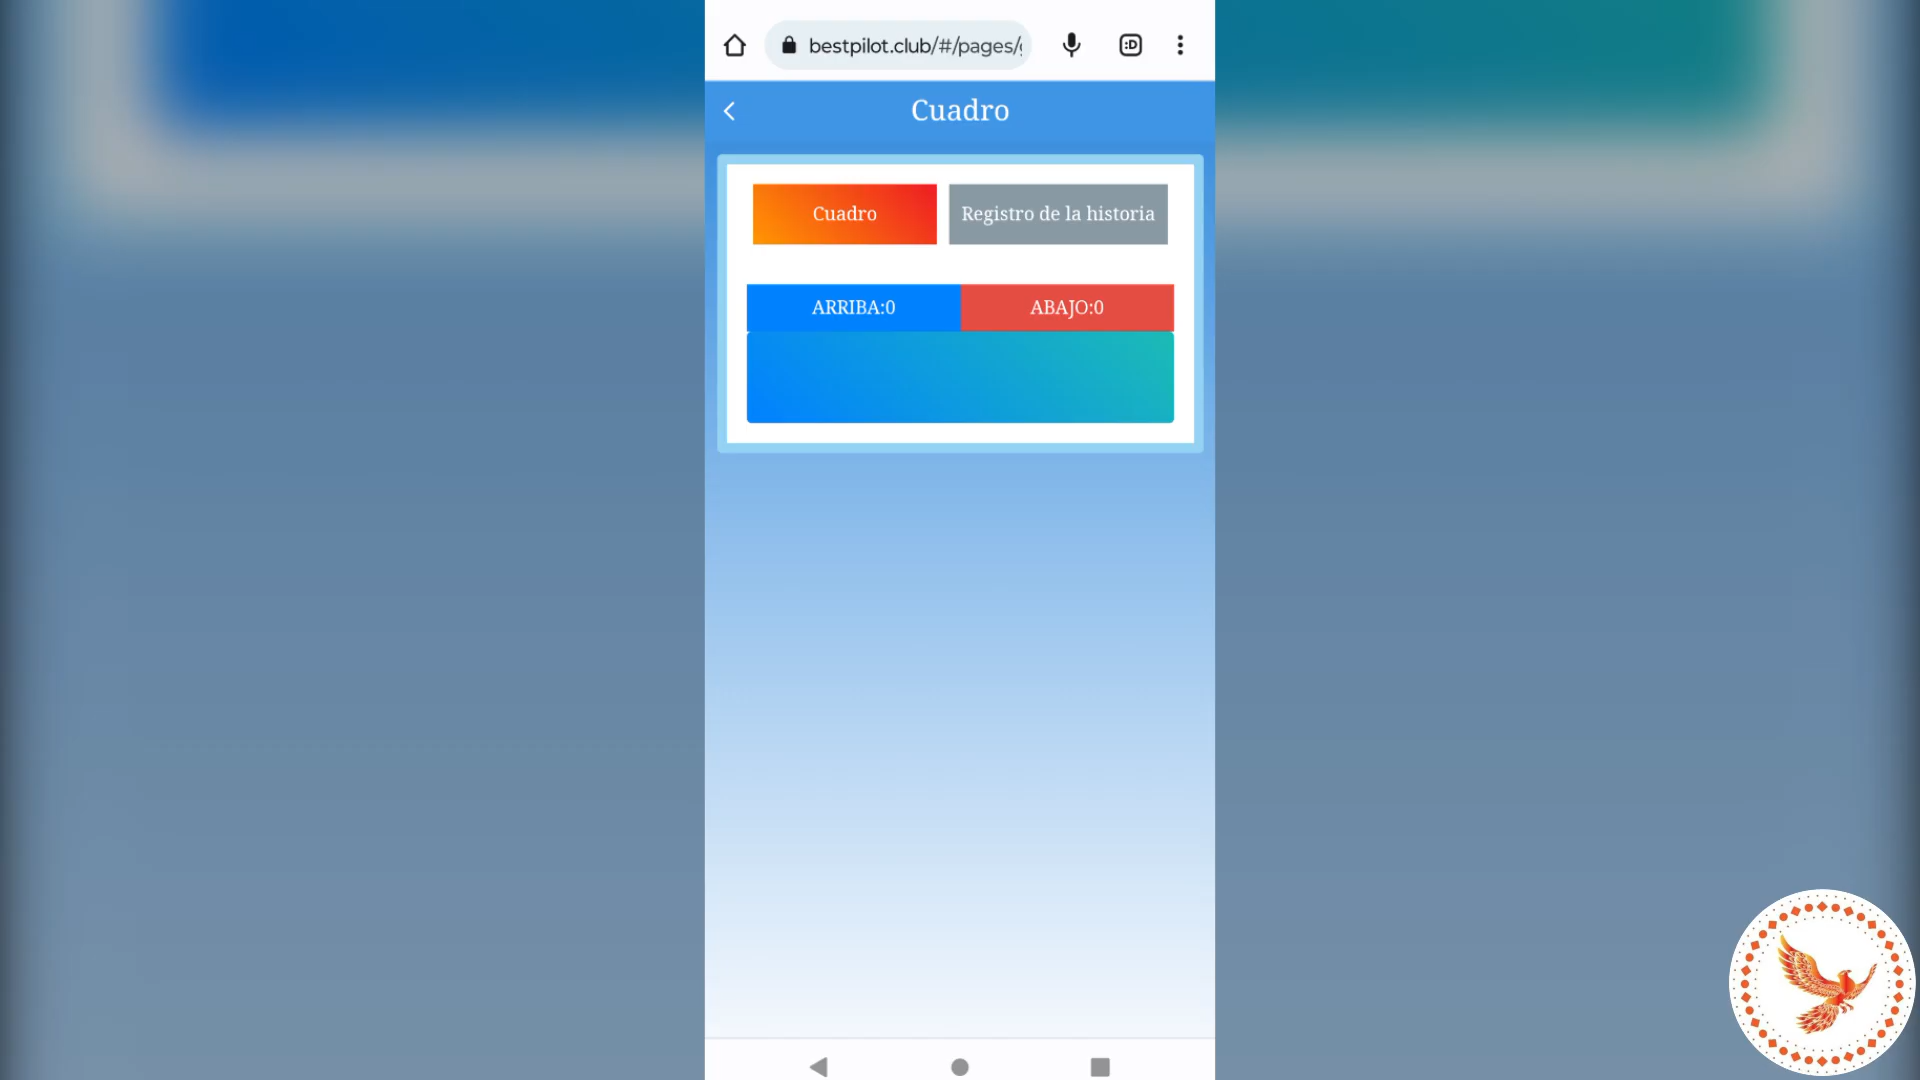 bestpilot.club/#/pages/
:D
Cuadro
Cuadro
Registro de la historia
ARRIBA:0
ABAJO:0